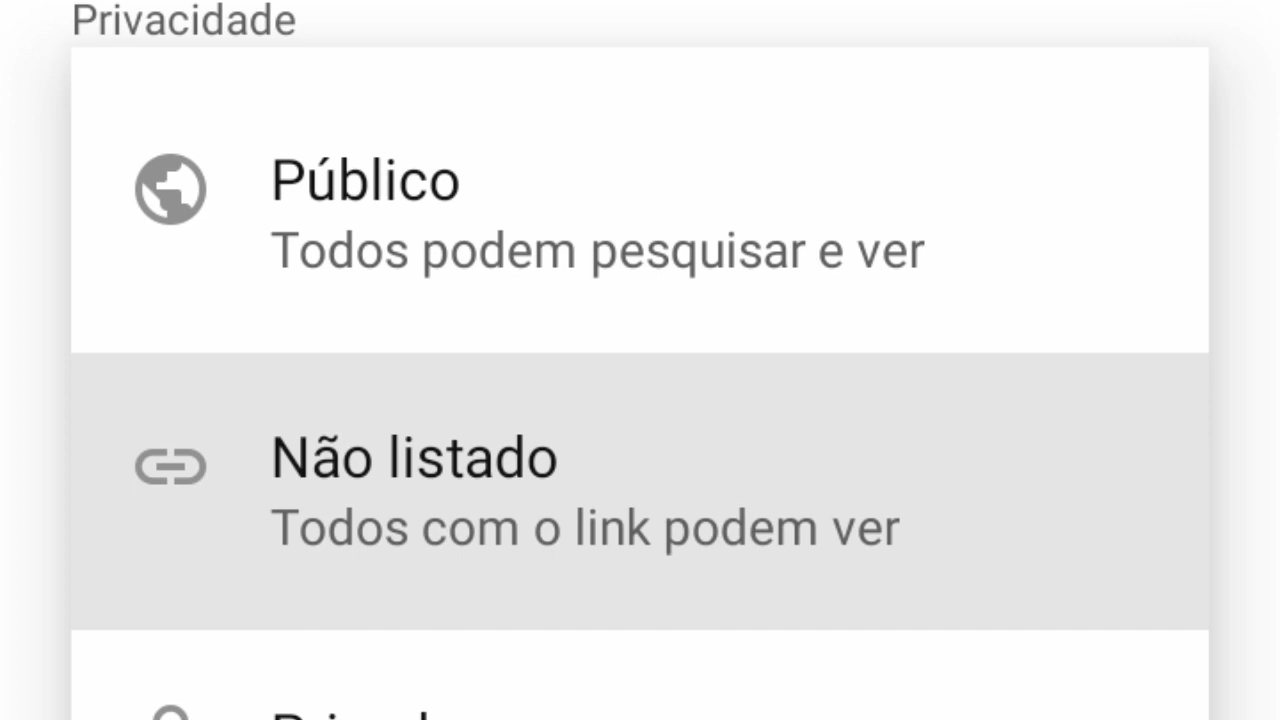 Privacidade
Público
Todos podem pesquisar e ver
Não listado
Todos com o link podem ver